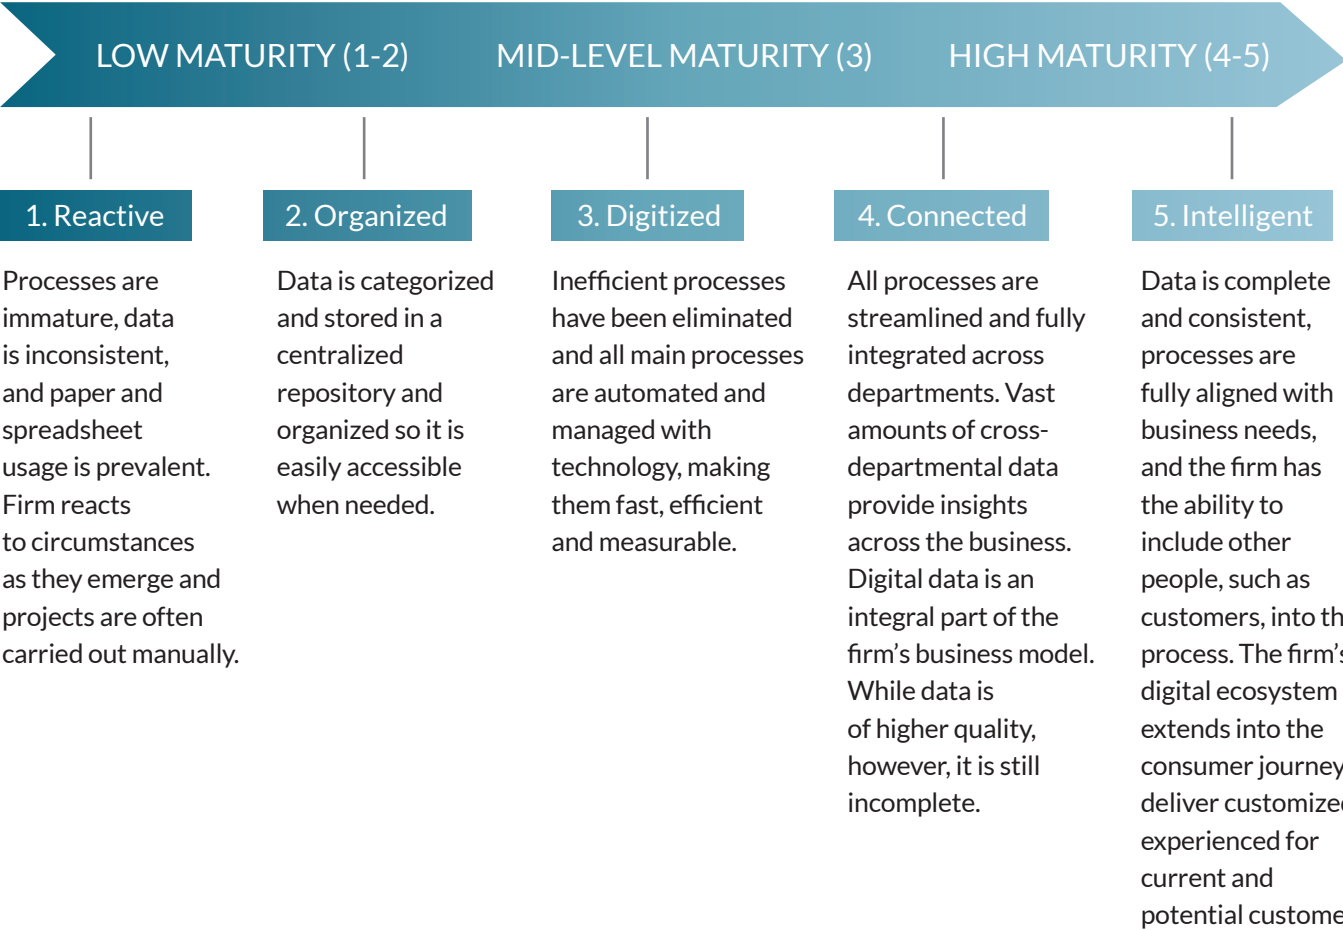 LOW MATURITY (1-2)
MID-LEVEL MATURITY (3)
HIGH MATURITY (4-5)
1. Reactive
Processes are
immature, data
is inconsistent,
and paper and
spreadsheet
usage is prevalent.
Firm reacts
to circumstances
as they emerge and
projects are often
carried out manually.
2. Organized
Data is categorized
and stored in a
centralized
repository and
organized so it is
easily accessible
when needed.
3. Digitized
Inefficient processes
have been eliminated
and all main processes
are automated and
managed with
technology, making
them fast, efficient
and measurable.
4. Connected
All processes are
streamlined and fully
integrated across
departments. Vast
amounts of cross-
departmental data
provide insights
across the business.
Digital data is an
integral part of the
firm’s business model.
While data is
of higher quality,
however, it is still
incomplete.
5. Intelligent
Data is complete
and consistent,
processes are
fully aligned with
business needs,
and the firm has
the ability to
include other
people, such as
customers, into
process. The
digital ecosystem
extends into the
consumer journey
deliver
experienced for
current and
potential